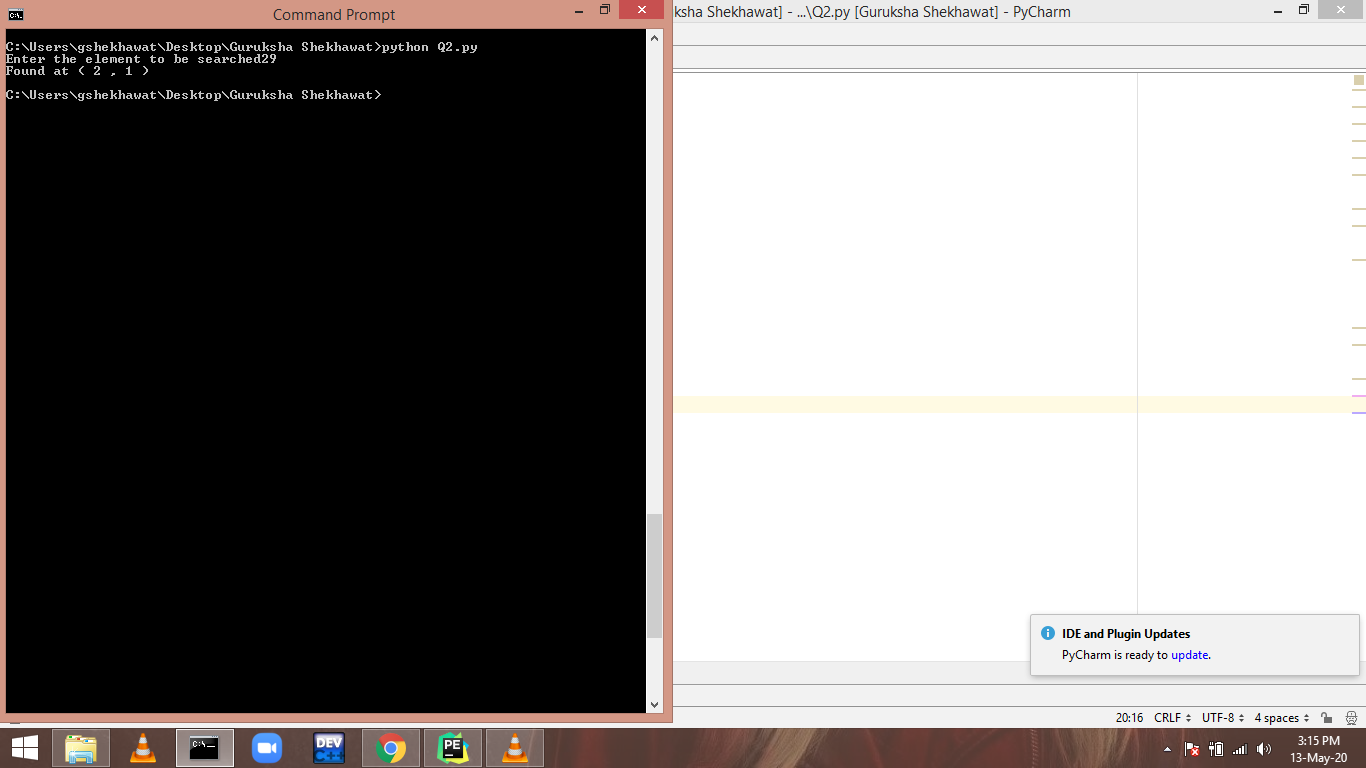 Command Prompt
ksha Shekhawat] - ...\Q2.py [Guruksha Shekhawat] - PyCharm
C:\Users\gshekhawat\Desktop\Guruksha Shekhawat>python Q2.py
Enter the element to be searched29
Found at ( 2 , 1 )
C:\Users\gshekhawat\Desktop\Guruksha Shekhawat>
IDE and Plugin Updates
PyCharm is ready to update.
20:16 CRLF UTF-8 4 spaces
C:\_
DEV
C++
PE
3:15 PM
13-May-20